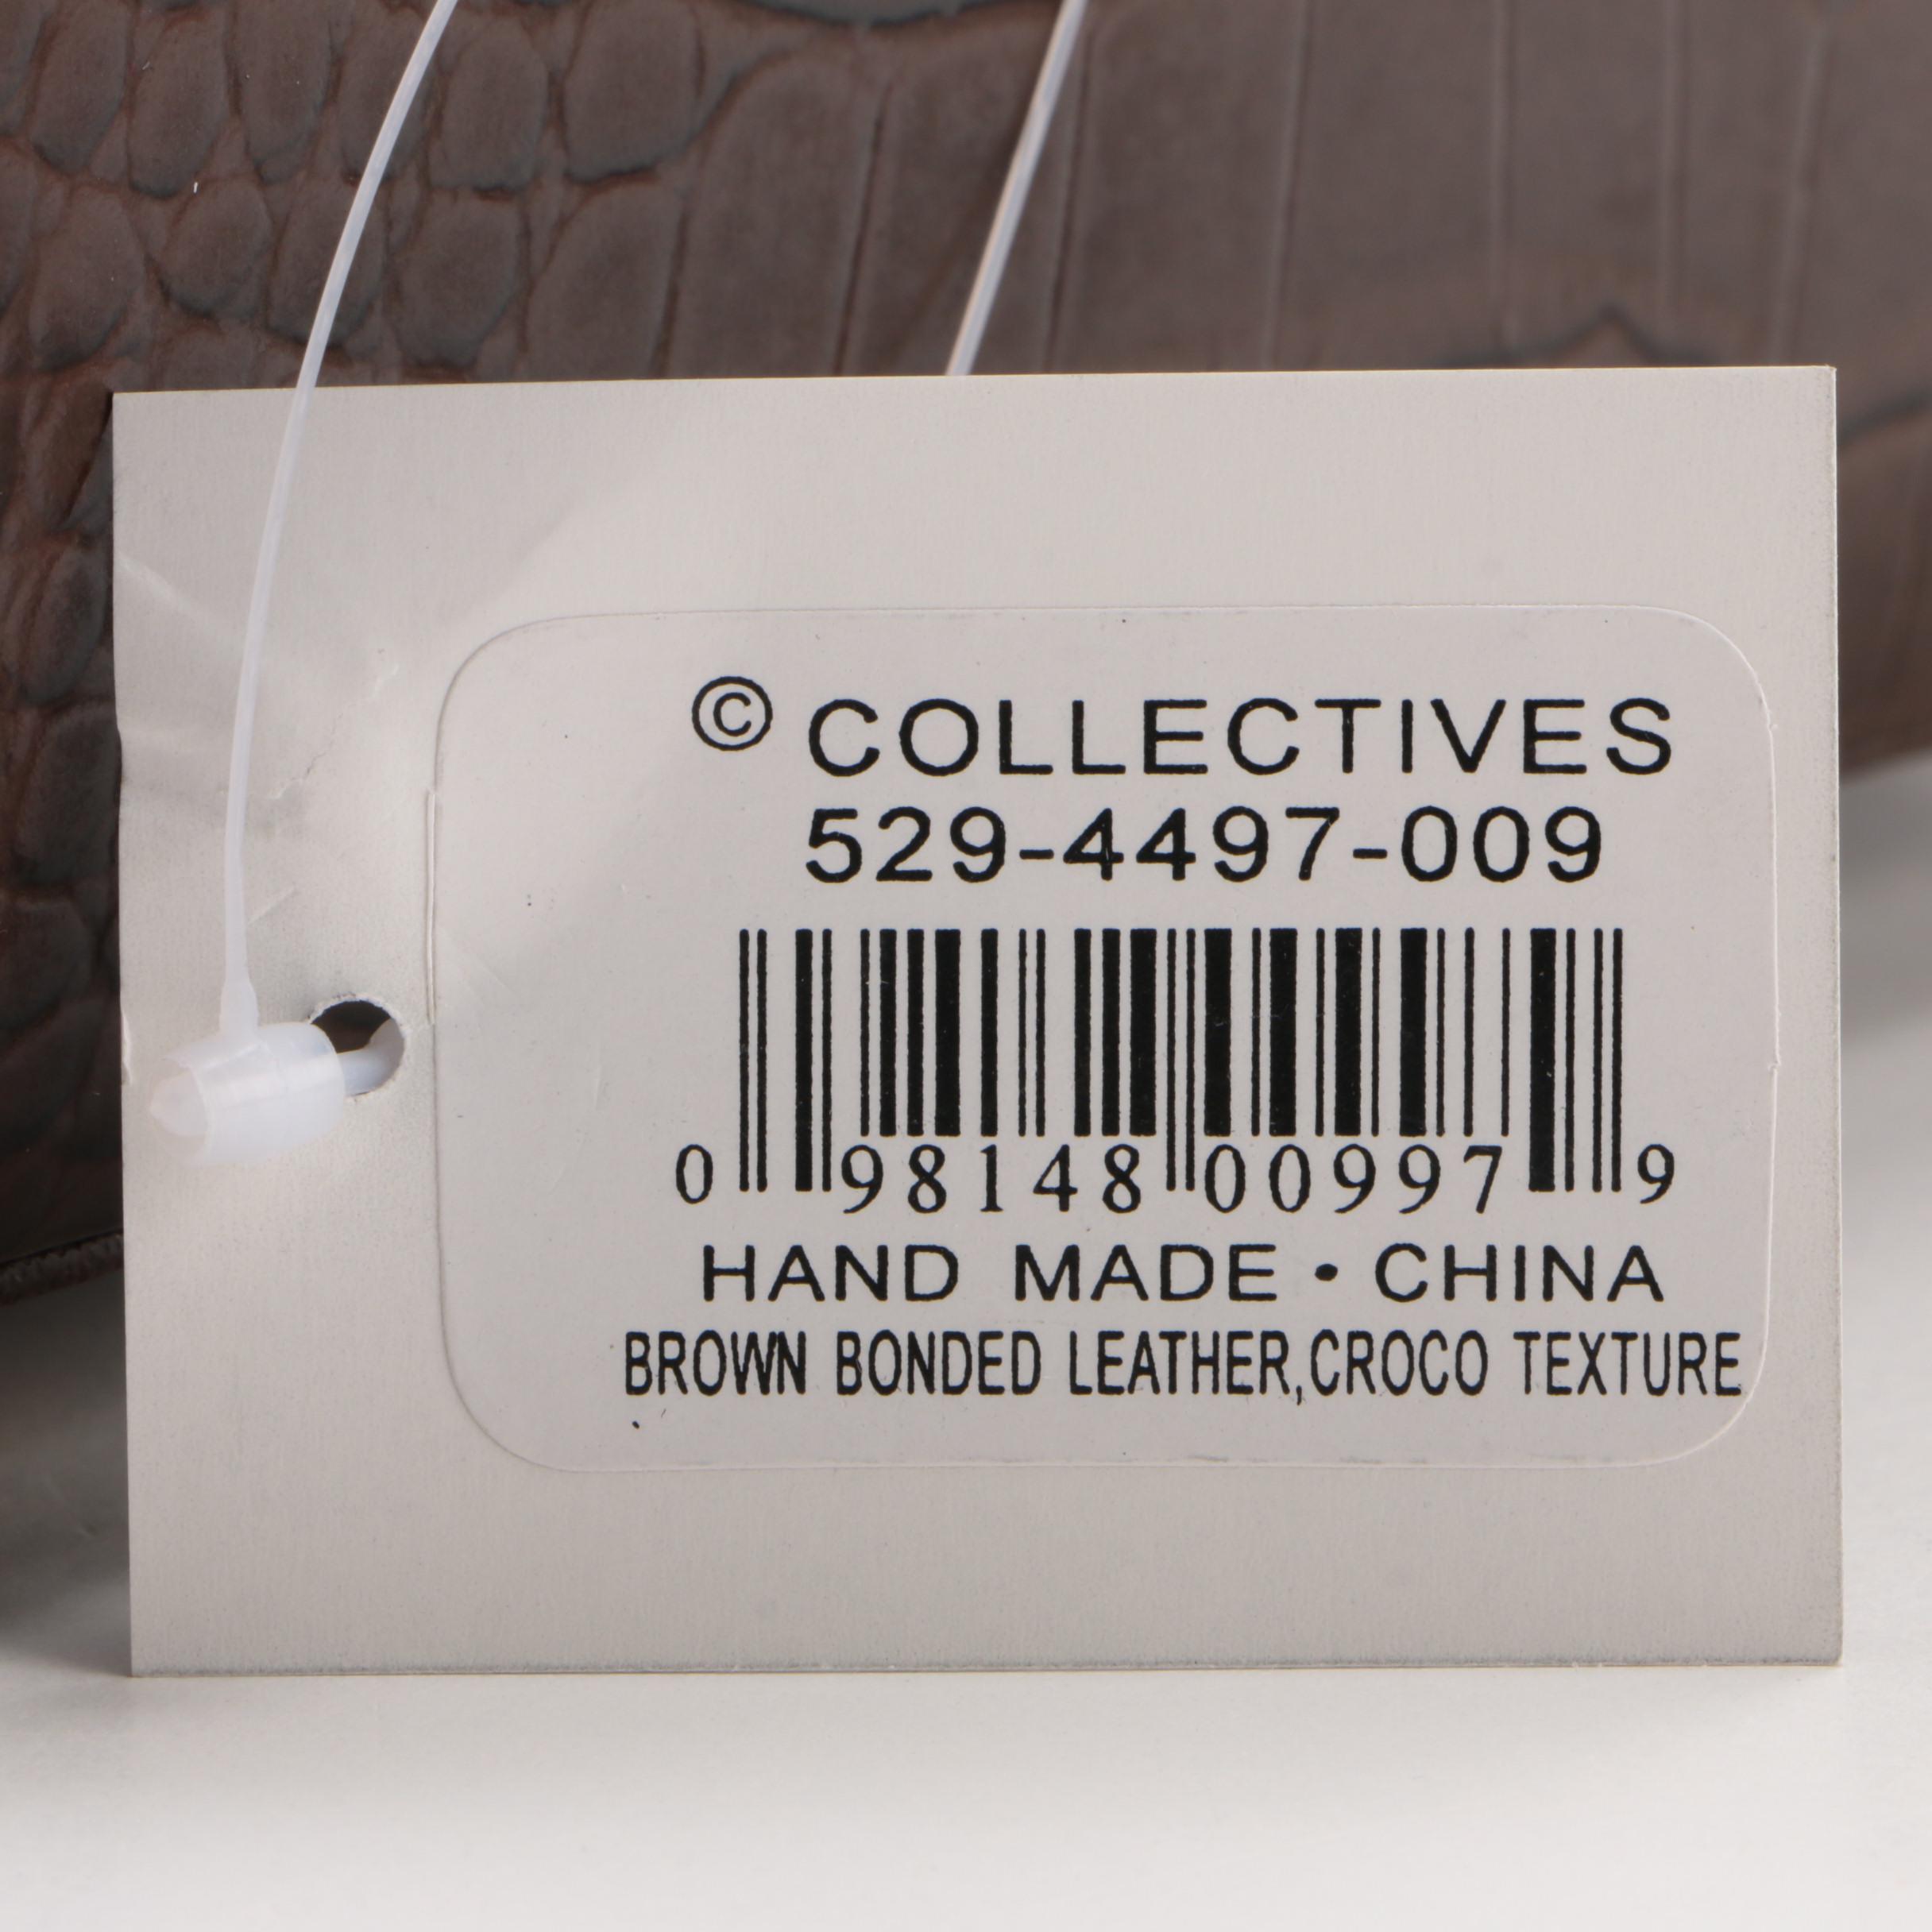 © COLLECTIVES
529-4497-009
0 98148 00997 9
HAND MADE • CHINA
BROWN BONDED LEATHER,CROCO TEXTURE